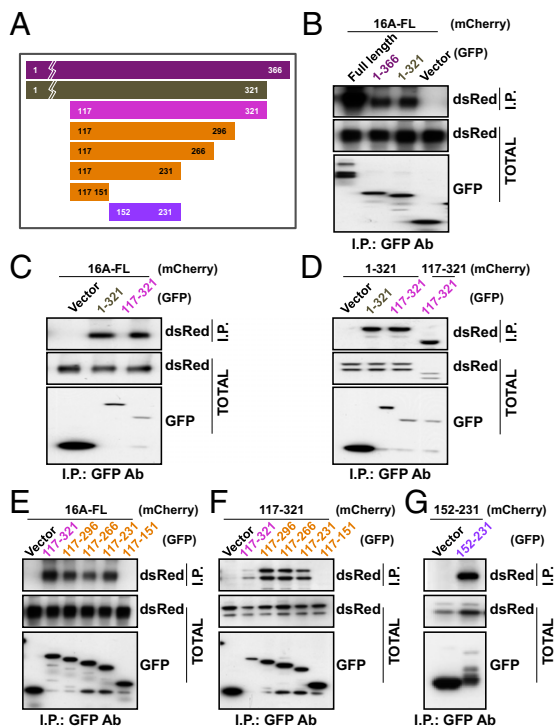 A
1 366
1 321
117 321
117 296
117 266
117 231
117 151
152 231
B
16A-FL (mCherry)
Full length 1-366 1-321 Vector (GFP)
dsRed I.P.
dsRed TOTAL
GFP
I.P.: GFP Ab
C
16A-FL (mCherry)
Vector 1-321 117-321 (GFP)
dsRed I.P.
dsRed TOTAL
GFP
I.P.: GFP Ab
D
1-321 117-321 (mCherry)
Vector 1-321 117-321 117-321 (GFP)
dsRed I.P.
dsRed TOTAL
GFP
I.P.: GFP Ab
E
16A-FL (mCherry)
Vector 117-321 117-296 117-266 117-231 117-151 (GFP)
dsRed I.P.
dsRed TOTAL
GFP
I.P.: GFP Ab
F
117-321 (mCherry)
Vector 117-321 117-296 117-266 117-231 117-151 (GFP)
dsRed I.P.
dsRed TOTAL
GFP
I.P.: GFP Ab
G
152-231 (mCherry)
Vector 152-231 (GFP)
dsRed I.P.
dsRed TOTAL
GFP
I.P.: GFP Ab